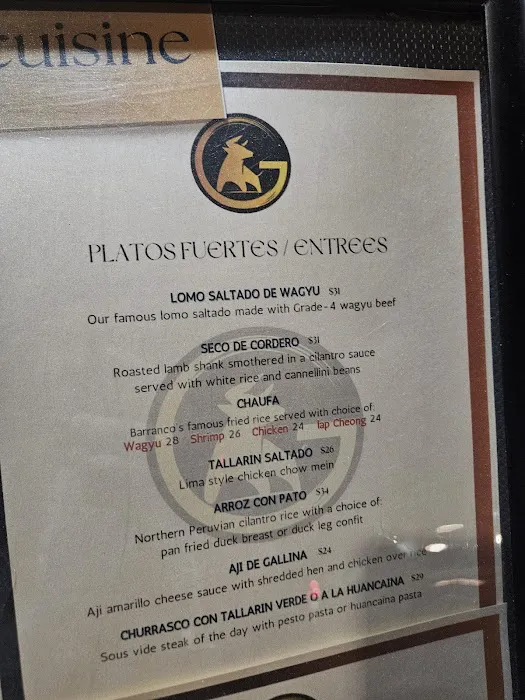 cuisine
G
PLATOS FUERTES / ENTREES
LOMO SALTADO DE WAGYU $31
Our famous lomo saltado made with Grade-4 wagyu beef
SECO DE CORDERO $31
Roasted lamb shank smothered in a cilantro sauce
served with white rice and cannellini beans
CHAUFA
Barranco s famous fried rice served with choice of:
Wagyu 28 Shrimp 26 Chicken 24 Tap Cheong 24
TALLARIN SALTADO $26
Lima style chicken chow mein
ARROZ CON PATO $34
Northern Peruvian cilantro rice with a choice of:
pan fried duck breast or duck leg confit
AJI DE GALLINA $24
Aji amarillo cheese sauce with shredded hen and chicken over rice
CHURRASCO CON TALLARIN VERDE O A LA HUANCAINA $29
Sous vide steak of the day with pesto pasta or huancaina pasta